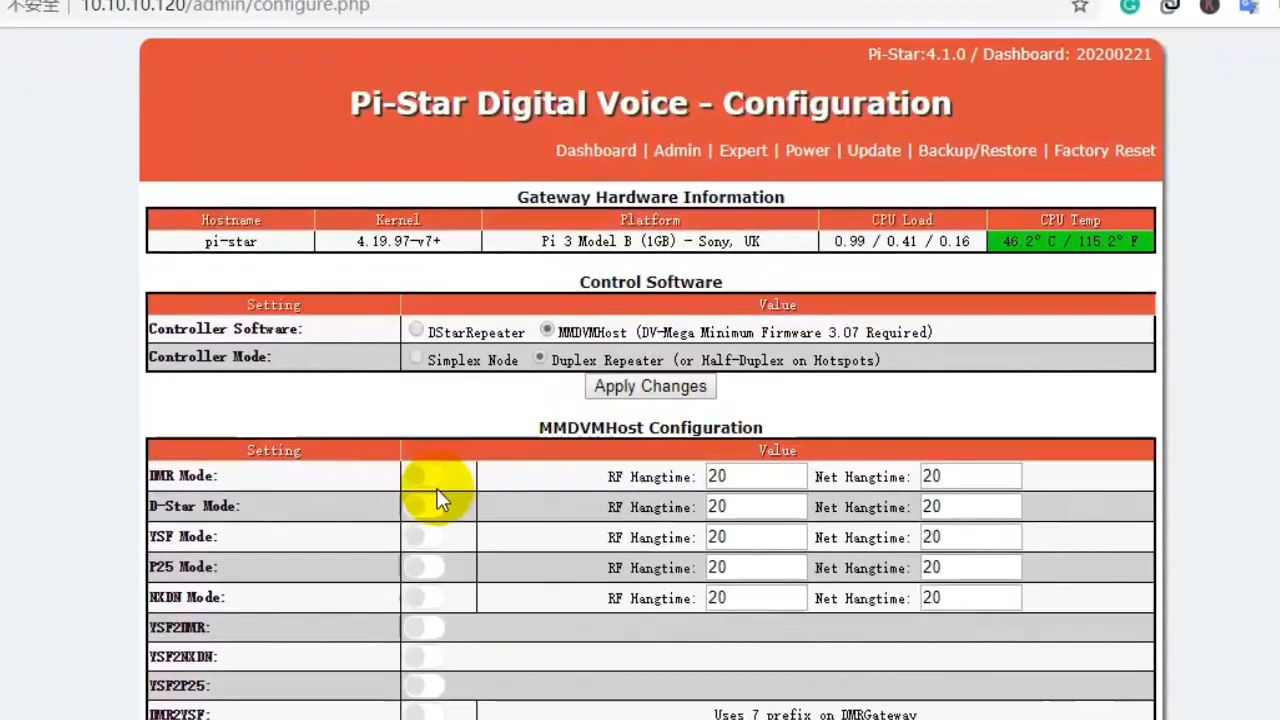 不安全 | 10.10.10.120/admin/configure.php
Pi-Star:4.1.0 / Dashboard: 20200221
Pi-Star Digital Voice - Configuration
Dashboard | Admin | Expert | Power | Update | Backup/Restore | Factory Reset
Gateway Hardware Information
Hostname Kernel Platform CPU Load CPU Temp
pi-star 4.19.97-v7+ Pi 3 Model B (1GB) - Sony, UK 0.99 / 0.41 / 0.16 46.2° C / 115.2° F
Control Software
Setting Value
Controller Software: DStarRepeater MMDVMHost (DV-Mega Minimum Firmware 3.07 Required)
Controller Mode: Simplex Node Duplex Repeater (or Half-Duplex on Hotspots)
Apply Changes
MMDVMHost Configuration
Setting Value
DMR Mode: RF Hangtime: 20 Net Hangtime: 20
D-Star Mode: RF Hangtime: 20 Net Hangtime: 20
YSF Mode: RF Hangtime: 20 Net Hangtime: 20
P25 Mode: RF Hangtime: 20 Net Hangtime: 20
NXDN Mode: RF Hangtime: 20 Net Hangtime: 20
YSF2DMR:
YSF2NXDN:
YSF2P25:
DMR2YSF: Uses 7 prefix on DMRGateway